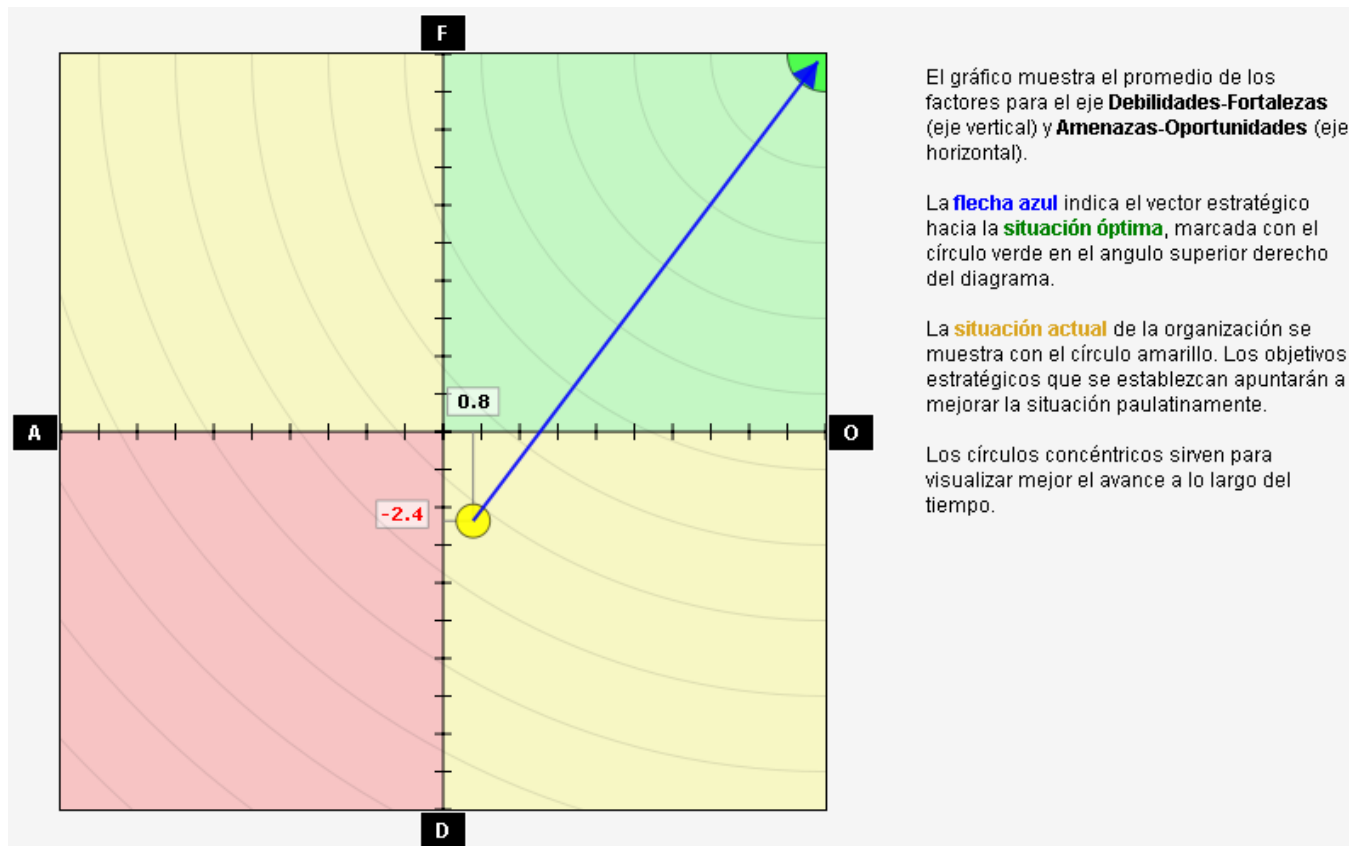 F
El gráfico muestra el promedio de los
factores para el eje Debilidades-Fortalezas
(eje vertical) y Amenazas-Oportunidades (eje
horizontal).
La flecha azul indica el vector estratégico
hacia la situación óptima, marcada con el
círculo verde en el angulo superior derecho
del diagrama.
La situación actual de la organización se
muestra con el círculo amarillo. Los objetivos
estratégicos que se establezcan apuntarán a
mejorar la situación paulatinamente.
Los círculos concéntricos sirven para
visualizar mejor el avance a lo largo del
tiempo.
0.8
A
O
-2.4
D